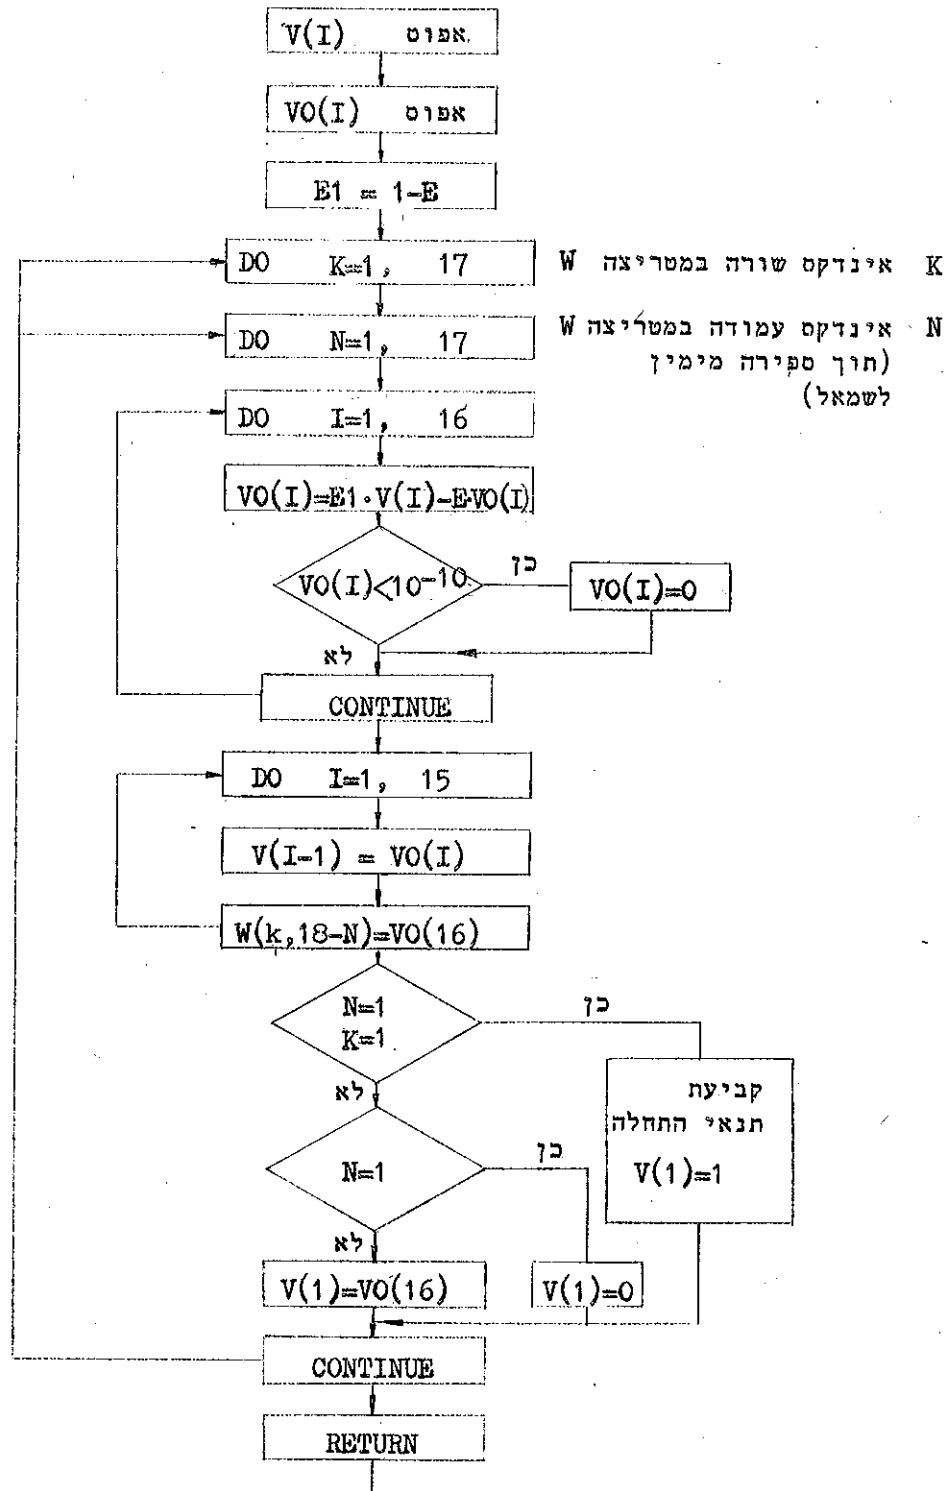 V(I) אפוס
VO(I) אפוס
E1 = 1-E
DO K=1, 17
K אינדקס שורה במטריצה W
DO N=1, 17
N אינדקס עמודה במטריצה W
(תוך ספירה מימין
לשמאל)
DO I=1, 16
VO(I)=E1·V(I)-E·VO(I)
VO(I)<10-10
כן
VO(I)=0
לא
CONTINUE
DO I=1, 15
V(I-1) = VO(I)
W(k,18-N)=VO(16)
N=1
K=1
כן
לא
קביעת
תנאי התחלה
V(1)=1
N=1
כן
לא
V(1)=VO(16)
V(1)=0
CONTINUE
RETURN